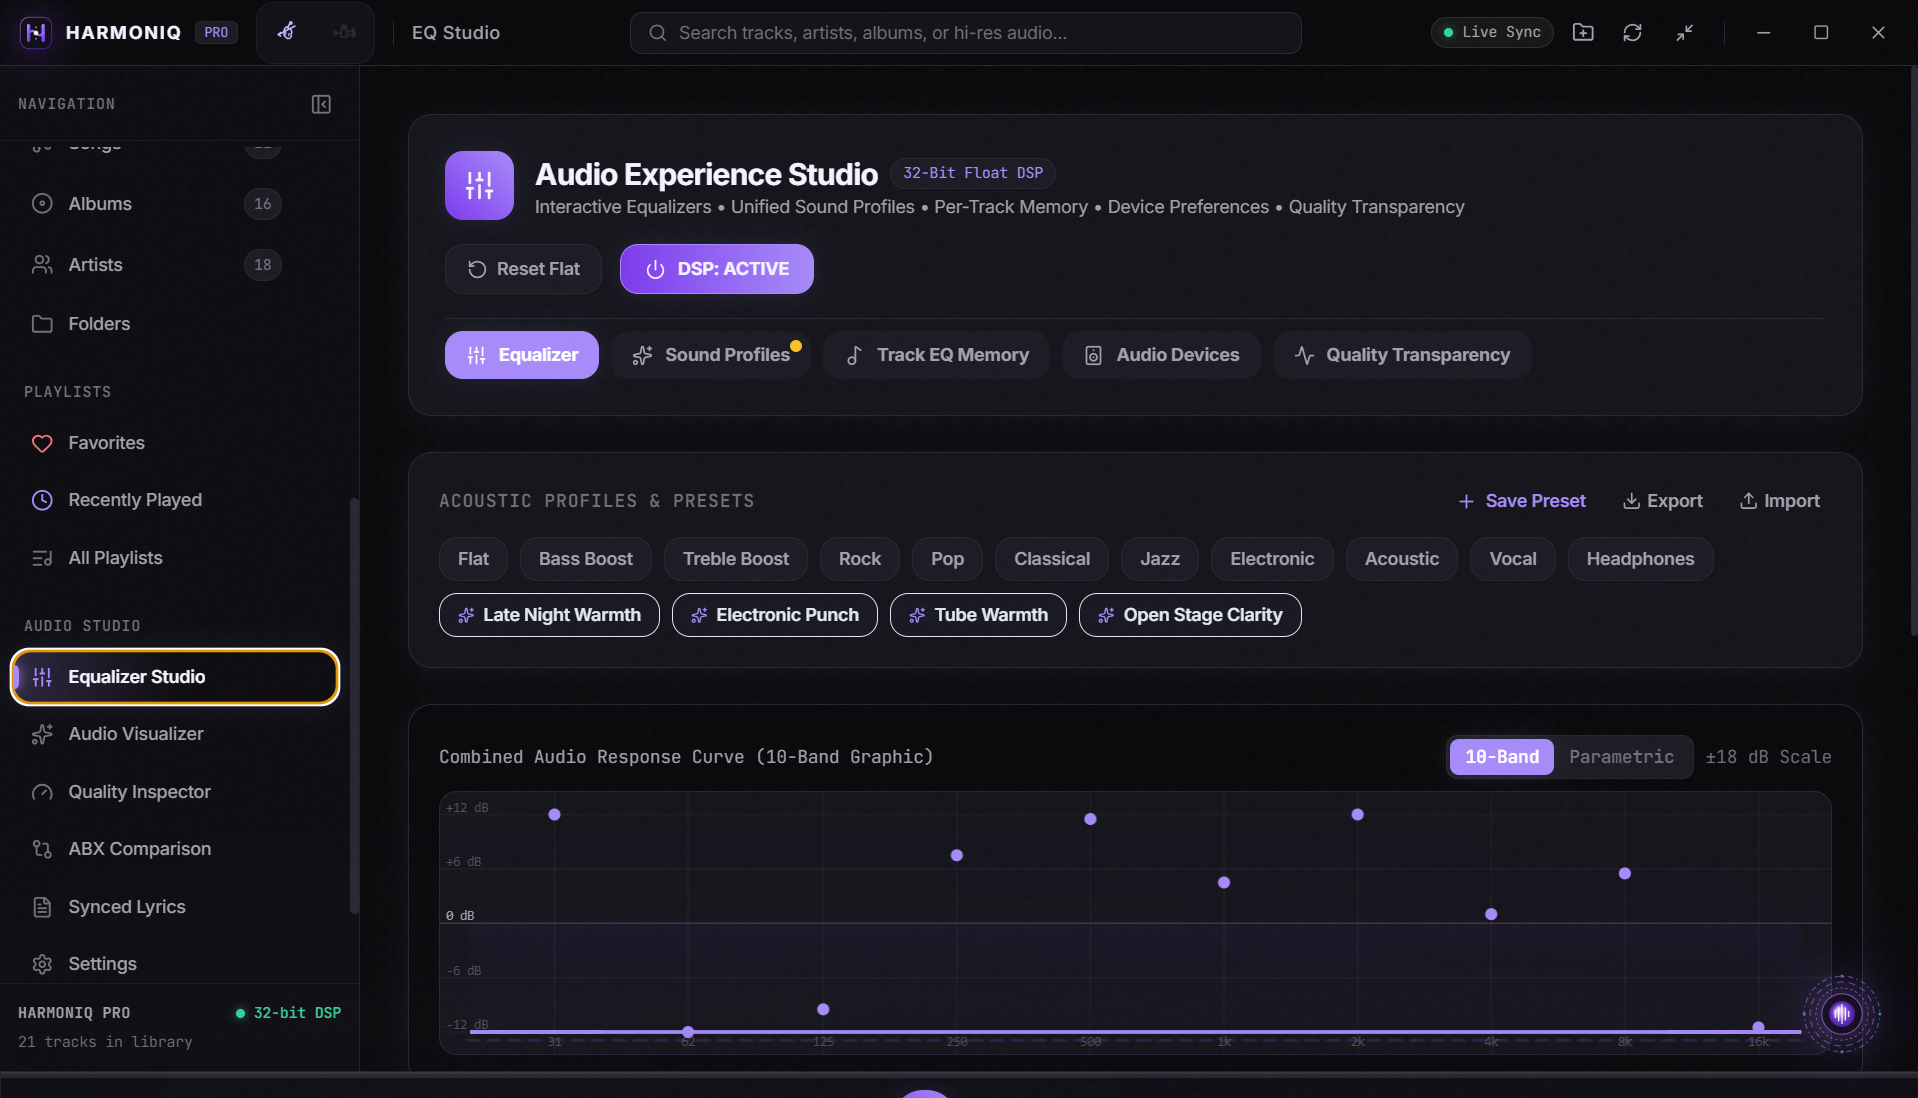 HARMONIQ PRO
EQ Studio
Search tracks, artists, albums, or hi-res audio...
Live Sync
NAVIGATION
Songs
Albums 16
Artists 18
Folders
PLAYLISTS
Favorites
Recently Played
All Playlists
AUDIO STUDIO
Equalizer Studio
Audio Visualizer
Quality Inspector
ABX Comparison
Synced Lyrics
Settings
HARMONIQ PRO 32-bit DSP
21 tracks in library
Audio Experience Studio 32-Bit Float DSP
Interactive Equalizers • Unified Sound Profiles • Per-Track Memory • Device Preferences • Quality Transparency
Reset Flat DSP: ACTIVE
Equalizer Sound Profiles Track EQ Memory Audio Devices Quality Transparency
ACOUSTIC PROFILES & PRESETS Save Preset Export Import
Flat Bass Boost Treble Boost Rock Pop Classical Jazz Electronic Acoustic Vocal Headphones
Late Night Warmth Electronic Punch Tube Warmth Open Stage Clarity
Combined Audio Response Curve (10-Band Graphic) 10-Band Parametric ±18 dB Scale
+12 dB
+6 dB
0 dB
-6 dB
-12 dB
31 62 125 250 500 1k 2k 4k 8k 16k